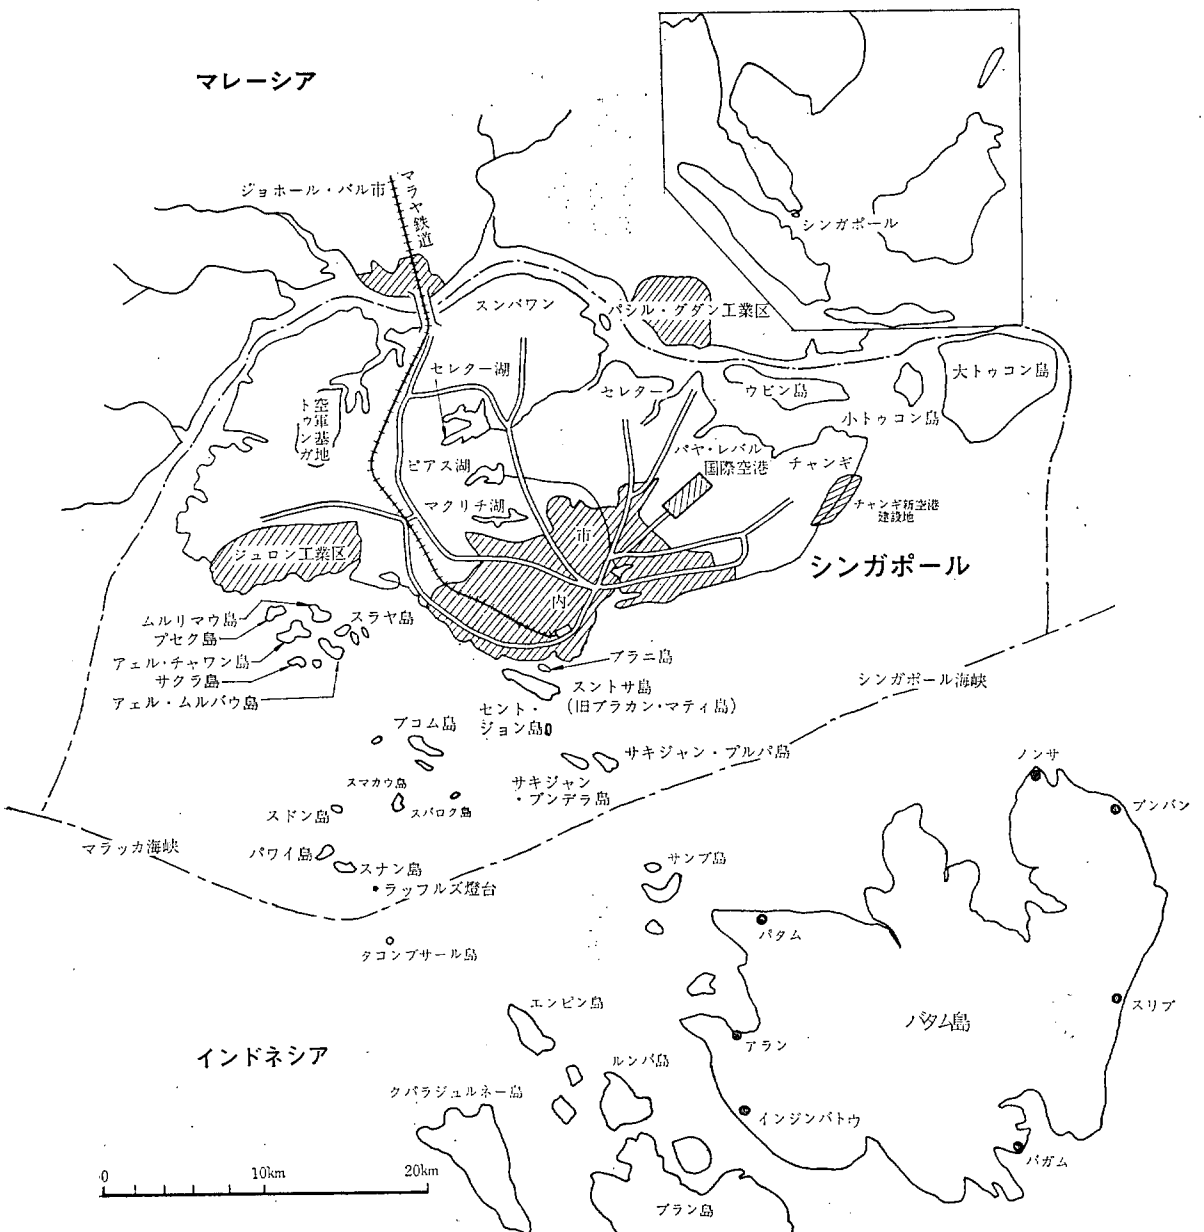 マレーシア
ジョホール・バル市
マラヤ鉄道
シンガポール
スンバワン
パシル・グダン工業区
セレター湖
セレター
ウビン島
大トゥコン島
小トゥコン島
トゥンガ
空軍基地
ピアス湖
パヤ・レバル
国際空港
チャンギ
マクリチ湖
チャンギ新空港
建設地
市
内
ジュロン工業区
シンガポール
ムルリマウ島
プセク島
スラヤ島
アェル・チャワン島
サクラ島
アェル・ムルバウ島
ブラニ島
スントサ島
(旧ブラカン・マティ島)
シンガポール海峡
セント・
ジョン島
ブコム島
サキジャン・プルパ島
サキジャン
・ブンデラ島
スマカウ島
スバロク島
スドン島
マラッカ海峡
パワイ島
スナン島
ラッフルズ燈台
タコンブサール島
ノンサ
ブンバン
サンブ島
バタム
スリブ
バタム島
エンピン島
アラン
インドネシア
ルンバ島
クパラジュルネー島
インジンバトウ
バガム
ブラン島
0
10km
20km